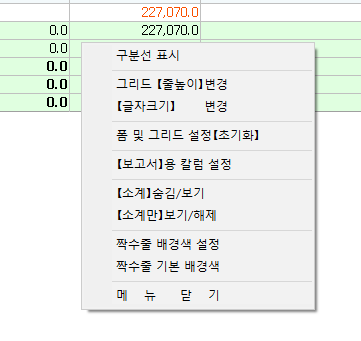 227,070.0
0.0 227,070.0
0.0
구분선 표시
0.0
그리드 【줄높이】변경
0.0
【글자크기】 변경
0.0
폼 및 그리드 설정【초기화】
【보고서】용 칼럼 설정
【소계】숨김/보기
【소계만】보기/해제
짝수줄 배경색 설정
짝수줄 기본 배경색
메 뉴 닫 기